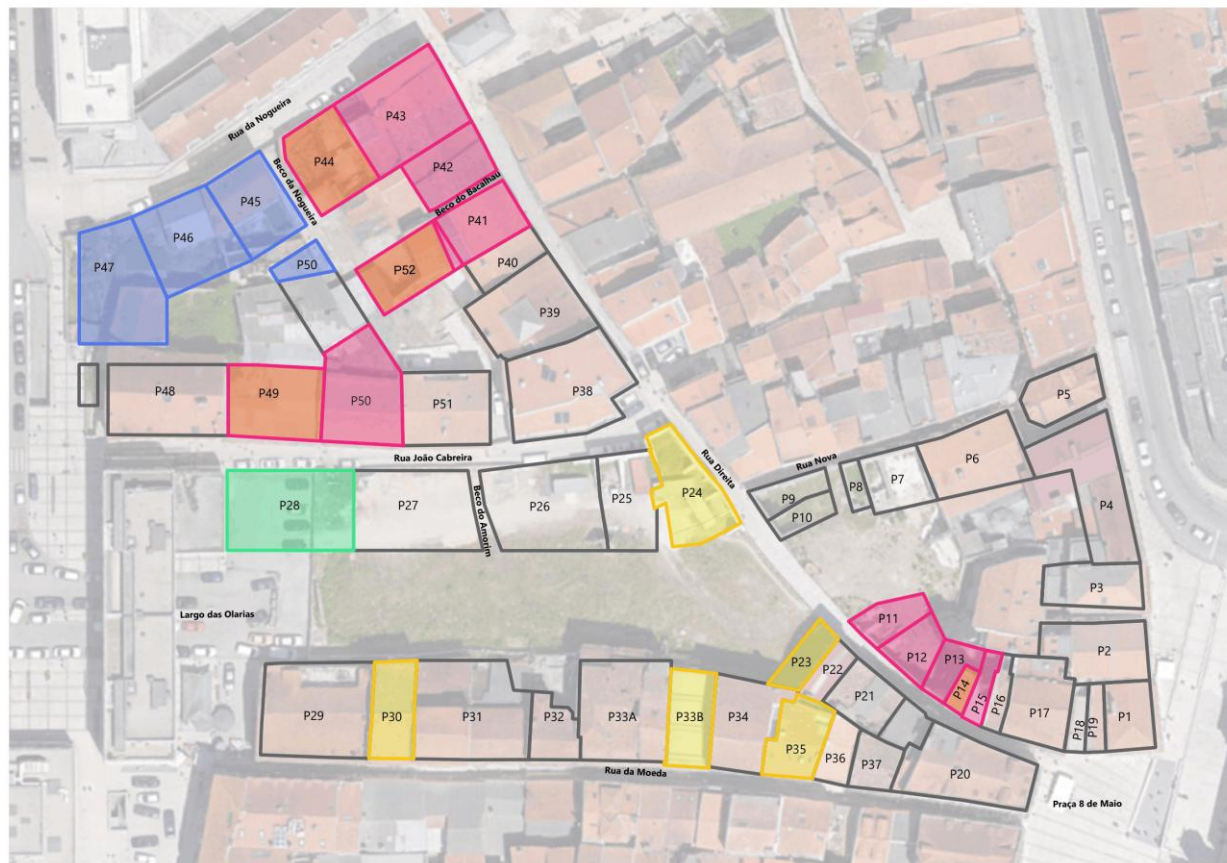 Rua da Nogueira
P43
P44
P42
Beco da Nogueira
Beco do Bacalhau
P45
P41
P46
P47
P50
P52
P40
P39
P48
P49
P50
P51
P38
P5
Rua João Cabreira
Rua Direita
Rua Nova
P6
P28
P27
Beco do Amorim
P26
P25
P24
P9
P10
P8
P7
P4
P3
Largo das Olarias
P11
P12
P13
P14
P15
P16
P2
P23
P22
P21
P29
P30
P31
P32
P33A
P33B
P34
P35
P36
P37
P20
P17
P18
P19
P1
Rua da Moeda
Praça 8 de Maio